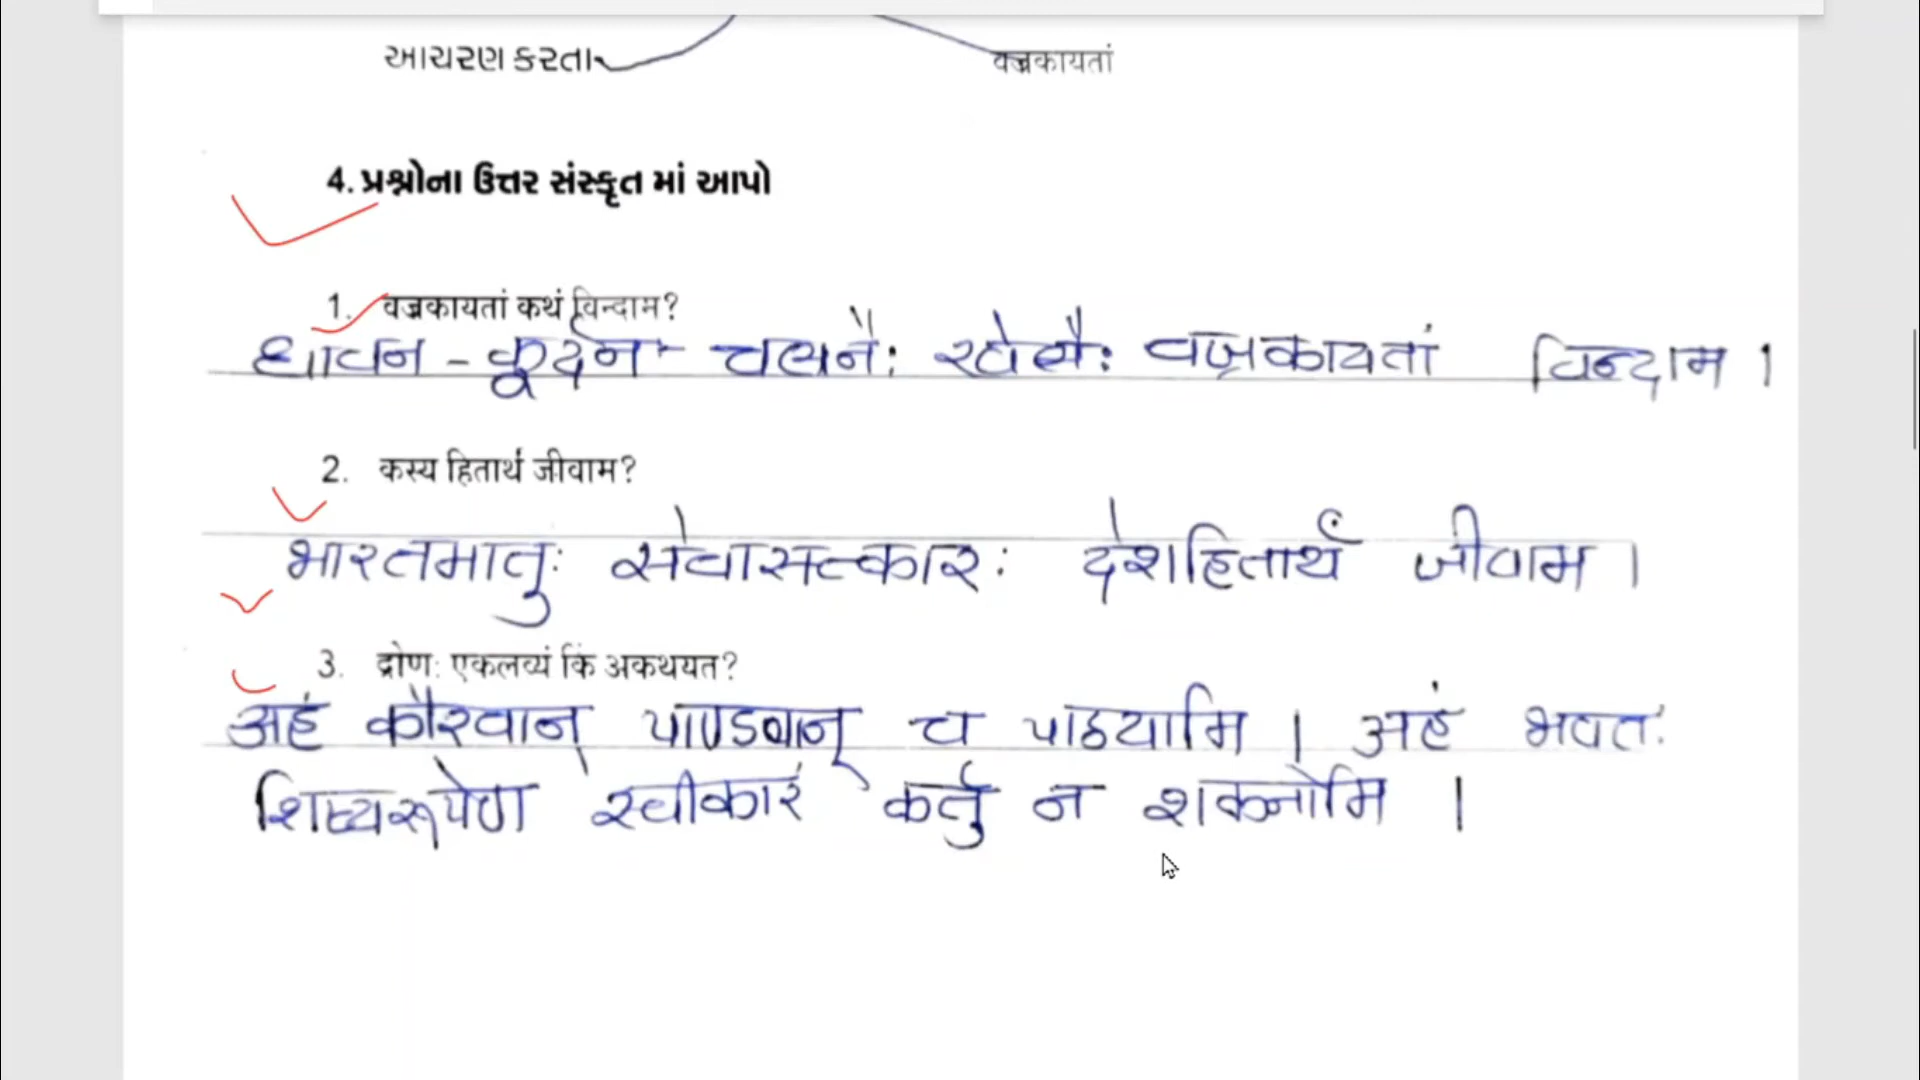 આચરણ કરતા
वज्रकायतां
4. પ્રશ્નોના ઉત્તર સંસ્કૃત માં આપો
1. वज्रकायतां कथं विन्दाम?
धावन - कूर्दन - चलनैः खेलैः वज्रकायतां विन्दाम ।
2. कस्य हितार्थं जीवाम?
भारतमातुः सेवासत्कारः देशहितार्थं जीवाम ।
3. द्रोणः एकलव्यं किं अकथयत?
अहं कौरवान् पाण्डवान् च पाठयामि । अहं भवतः
शिष्यरूपेण स्वीकारं कर्तुं न शक्नोमि ।